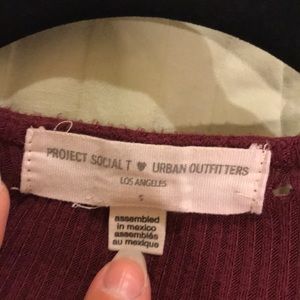 PROJECT SOCIAL T ♥ URBAN OUTFITTERS
LOS ANGELES
S
assembled
in mexico
assemblés
au mexique